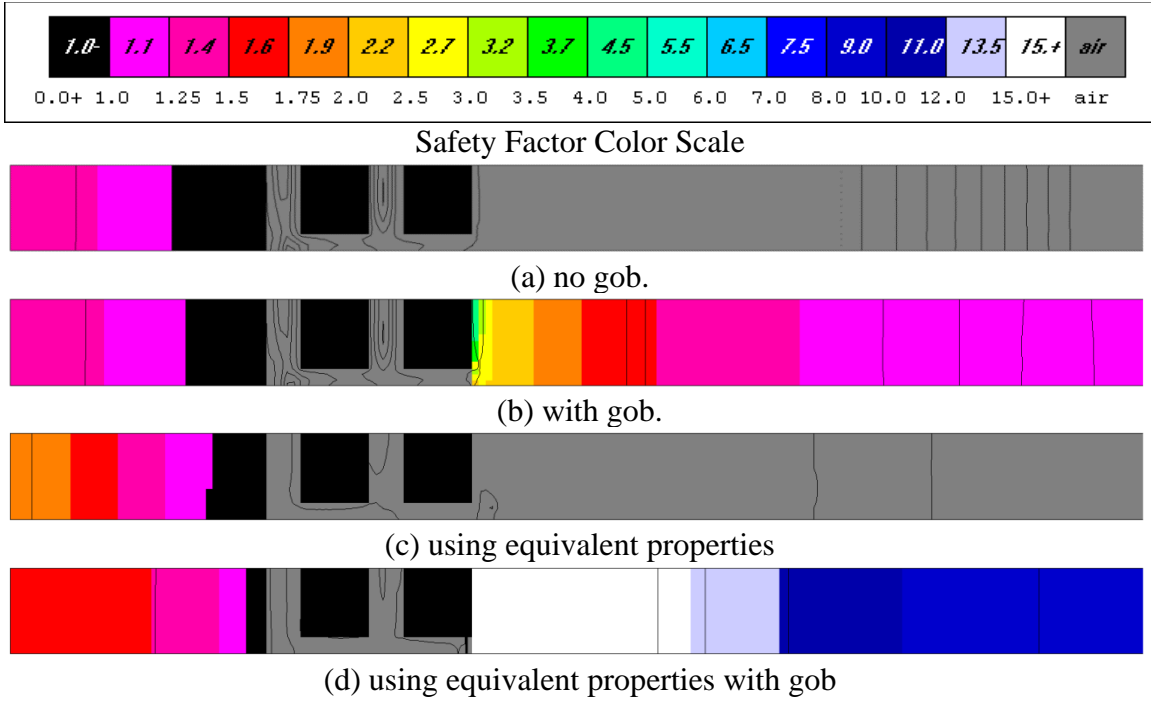 1.0- 1.1 1.4 1.6 1.9 2.2 2.7 3.2 3.7 4.5 5.5 6.5 7.5 9.0 11.0 13.5 15.+ air
0.0+ 1.0 1.25 1.5 1.75 2.0 2.5 3.0 3.5 4.0 5.0 6.0 7.0 8.0 10.0 12.0 15.0+ air
Safety Factor Color Scale
(a) no gob.
(b) with gob.
(c) using equivalent properties
(d) using equivalent properties with gob